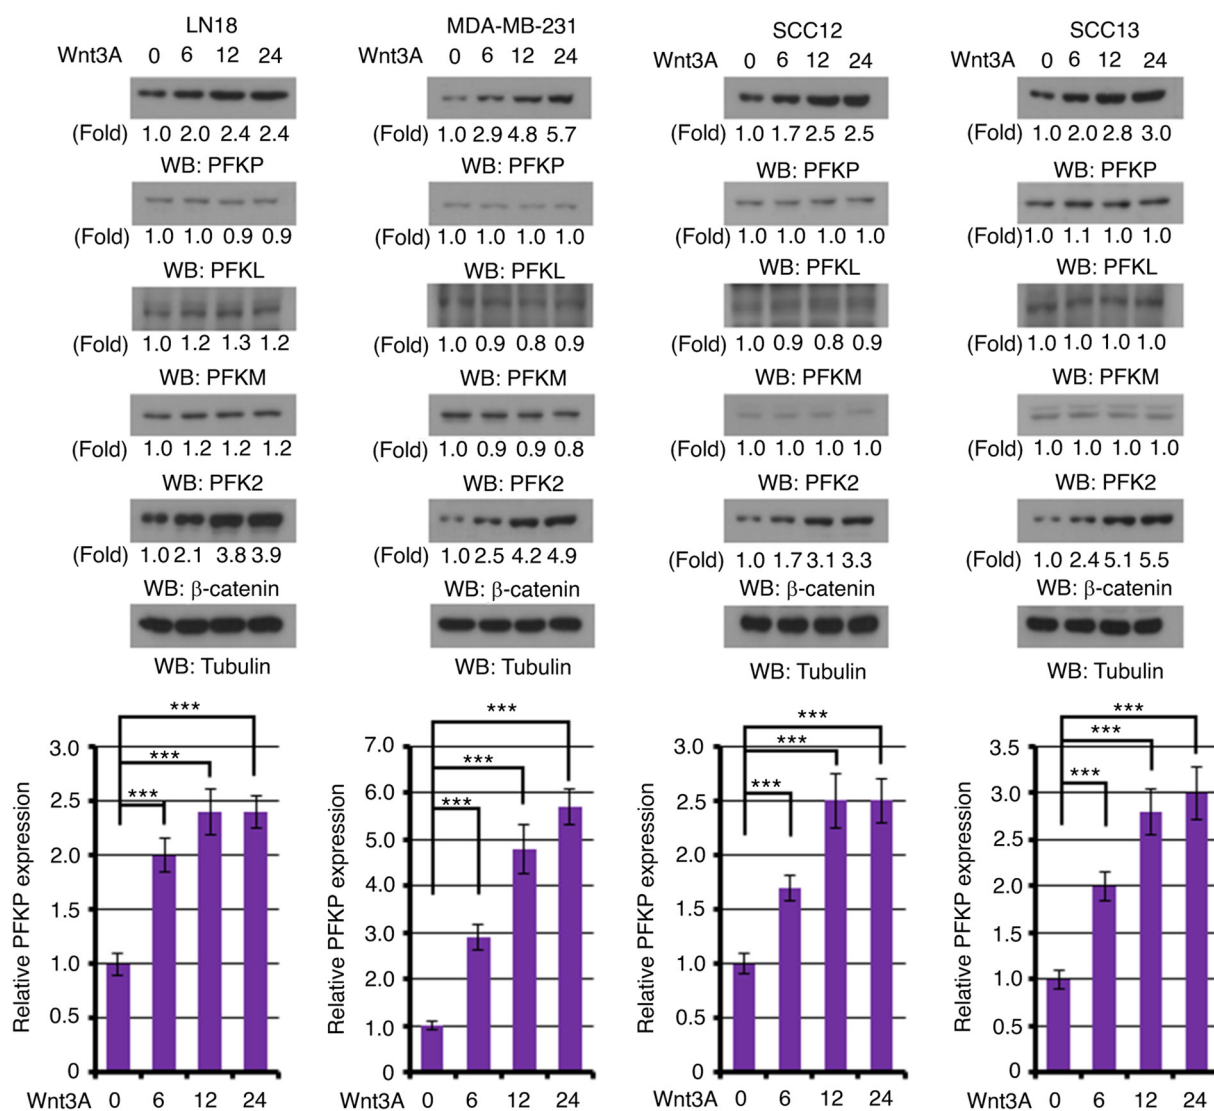 LN18
Wnt3A 0 6 12 24
(Fold) 1.0 2.0 2.4 2.4
WB: PFKP
(Fold) 1.0 1.0 0.9 0.9
WB: PFKL
(Fold) 1.0 1.2 1.3 1.2
WB: PFKM
(Fold) 1.0 1.2 1.2 1.2
WB: PFK2
(Fold) 1.0 2.1 3.8 3.9
WB: β-catenin
WB: Tubulin
MDA-MB-231
Wnt3A 0 6 12 24
(Fold) 1.0 2.9 4.8 5.7
WB: PFKP
(Fold) 1.0 1.0 1.0 1.0
WB: PFKL
(Fold) 1.0 0.9 0.8 0.9
WB: PFKM
(Fold) 1.0 0.9 0.9 0.8
WB: PFK2
(Fold) 1.0 2.5 4.2 4.9
WB: β-catenin
WB: Tubulin
SCC12
Wnt3A 0 6 12 24
(Fold) 1.0 1.7 2.5 2.5
WB: PFKP
(Fold) 1.0 1.0 1.0 1.0
WB: PFKL
(Fold) 1.0 0.9 0.8 0.9
WB: PFKM
(Fold) 1.0 1.0 1.0 1.0
WB: PFK2
(Fold) 1.0 1.7 3.1 3.3
WB: β-catenin
WB: Tubulin
SCC13
Wnt3A 0 6 12 24
(Fold) 1.0 2.0 2.8 3.0
WB: PFKP
(Fold) 1.0 1.1 1.0 1.0
WB: PFKL
(Fold) 1.0 1.0 1.0 1.0
WB: PFKM
(Fold) 1.0 1.0 1.0 1.0
WB: PFK2
(Fold) 1.0 2.4 5.1 5.5
WB: β-catenin
WB: Tubulin
Relative PFKP expression
3.0
2.5
2.0
1.5
1.0
0.5
0
***
***
***
Wnt3A 0 6 12 24
Relative PFKP expression
7.0
6.0
5.0
4.0
3.0
2.0
1.0
0.0
***
***
***
Wnt3A 0 6 12 24
Relative PFKP expression
3.0
2.5
2.0
1.5
1.0
0.5
0
***
***
***
Wnt3A 0 6 12 24
Relative PFKP expression
3.5
3.0
2.5
2.0
1.5
1.0
0.5
0
***
***
***
Wnt3A 0 6 12 24